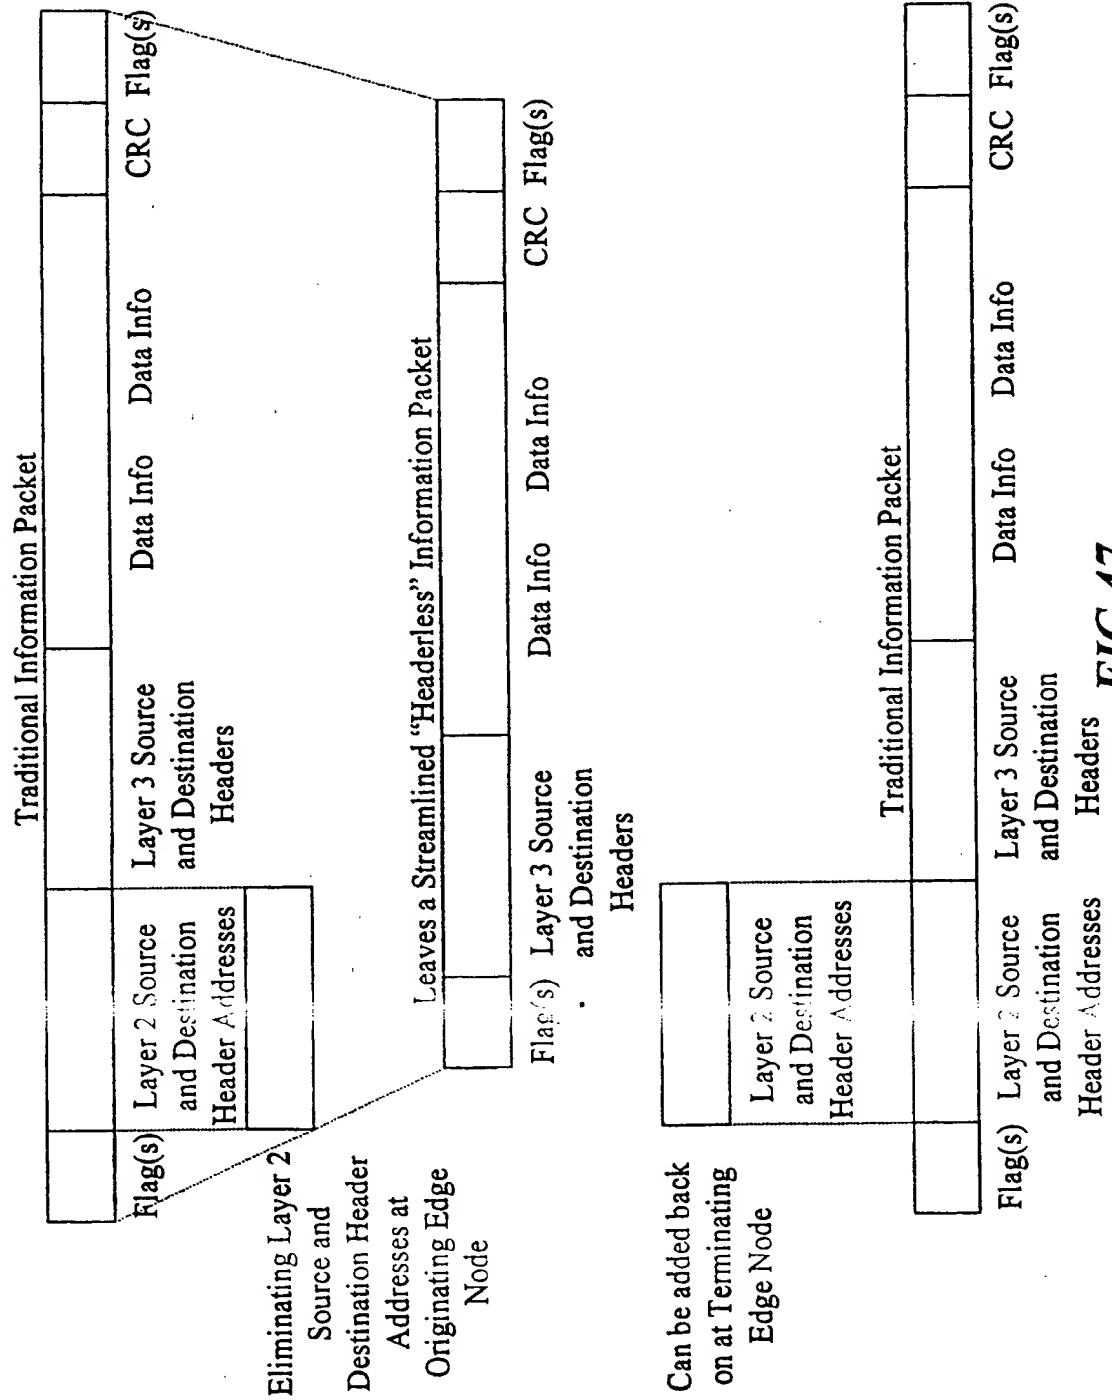 Traditional Information Packet
Flag(s)
Layer 2 Source
and Destination
Header Addresses
Layer 3 Source
and Destination
Headers
Data Info
Data Info
CRC
Flag(s)
Eliminating Layer 2
Source and
Destination Header
Addresses at
Originating Edge
Node
Leaves a Streamlined “Headerless” Information Packet
Flag(s)
Layer 3 Source
and Destination
Headers
Data Info
Data Info
CRC
Flag(s)
Can be added back
on at Terminating
Edge Node
Layer 2 Source
and Destination
Header Addresses
Traditional Information Packet
Flag(s)
Layer 2 Source
and Destination
Header Addresses
Layer 3 Source
and Destination
Headers
Data Info
Data Info
CRC
Flag(s)
FIG 47